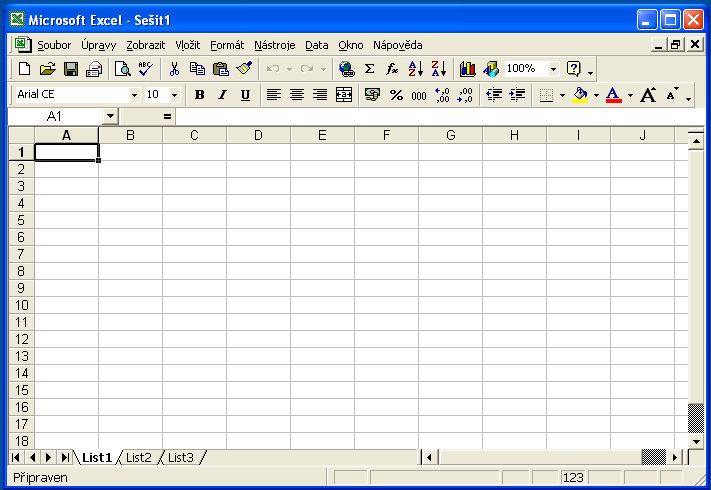 Microsoft Excel - Sešit1
Soubor Úpravy Zobrazit Vložit Formát Nástroje Data Okno Nápověda
100%
Arial CE 10 B I U % 000
A1 =
A B C D E F G H I J
1
2
3
4
5
6
7
8
9
10
11
12
13
14
15
16
17
18
List1 List2 List3
Připraven 123